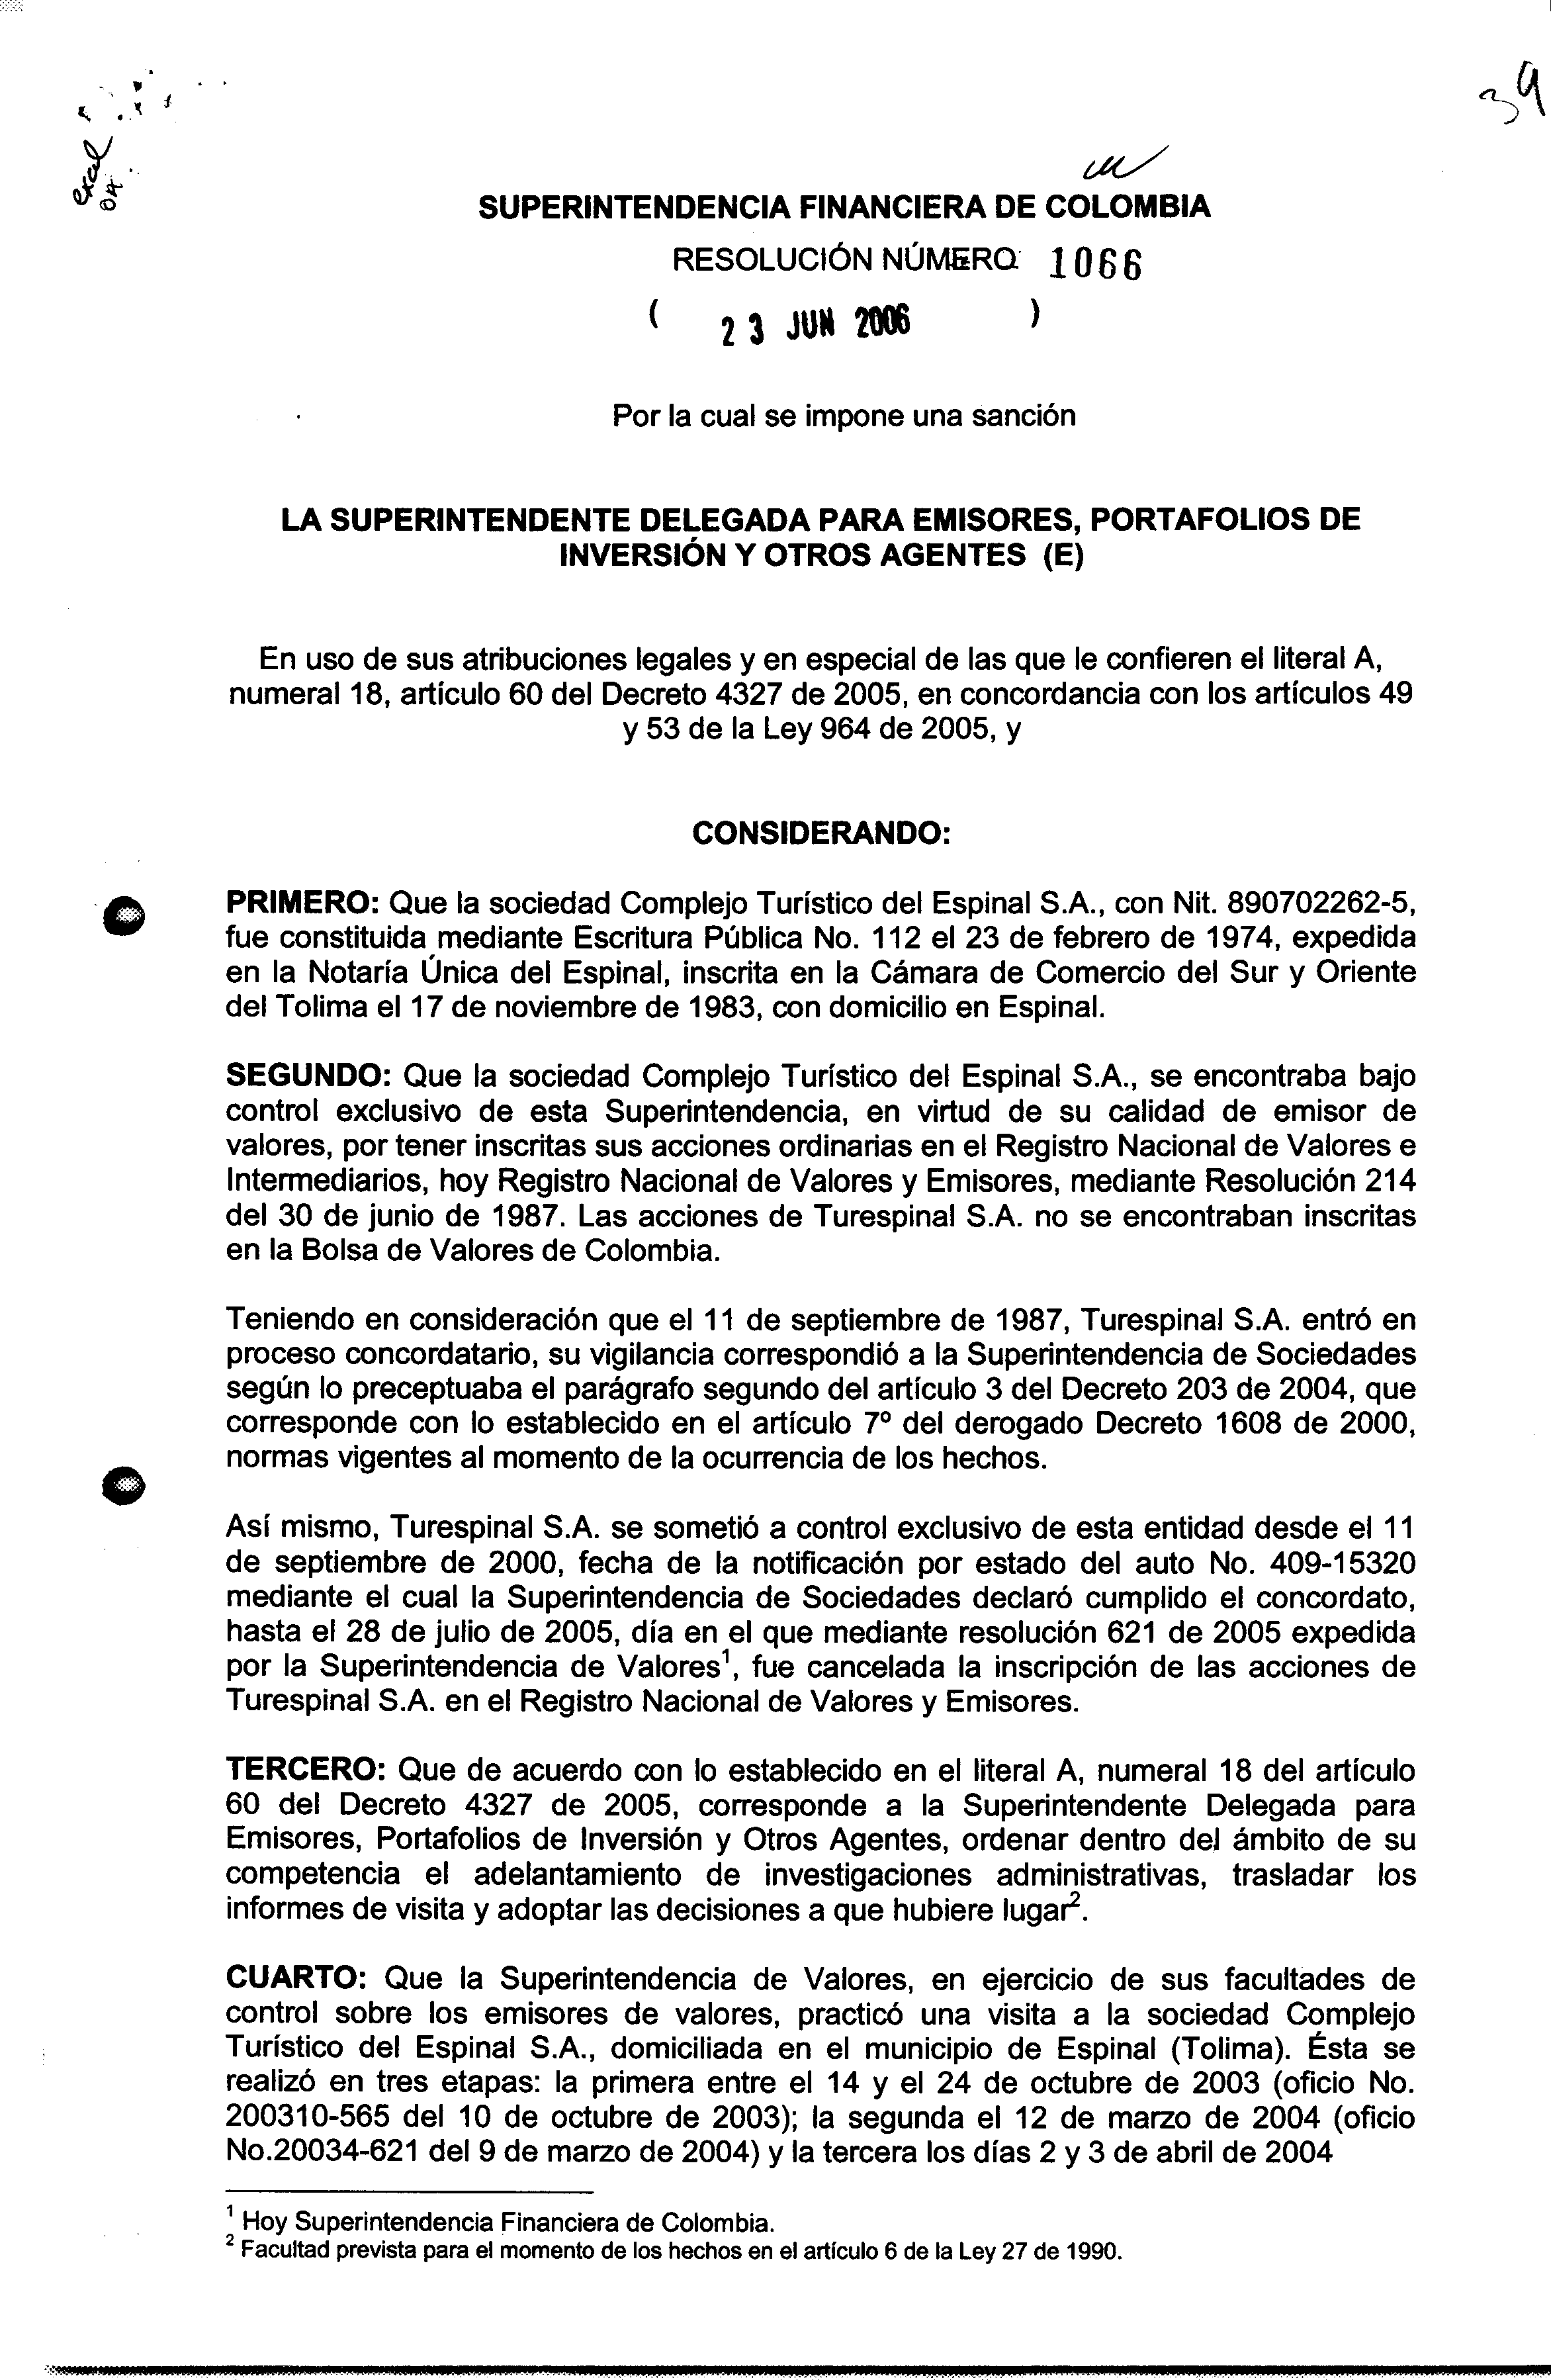 39
SUPERINTENDENCIA FINANCIERA DE COLOMBIA
RESOLUCIÓN NÚMERO 1066
( 23 JUN 2006 )
Por la cual se impone una sanción
LA SUPERINTENDENTE DELEGADA PARA EMISORES, PORTAFOLIOS DE
INVERSIÓN Y OTROS AGENTES (E)
En uso de sus atribuciones legales y en especial de las que le confieren el literal A,
numeral 18, artículo 60 del Decreto 4327 de 2005, en concordancia con los artículos 49
y 53 de la Ley 964 de 2005, y
CONSIDERANDO:
PRIMERO: Que la sociedad Complejo Turístico del Espinal S.A., con Nit. 890702262-5,
fue constituida mediante Escritura Pública No. 112 el 23 de febrero de 1974, expedida
en la Notaría Única del Espinal, inscrita en la Cámara de Comercio del Sur y Oriente
del Tolima el 17 de noviembre de 1983, con domicilio en Espinal.
SEGUNDO: Que la sociedad Complejo Turístico del Espinal S.A., se encontraba bajo
control exclusivo de esta Superintendencia, en virtud de su calidad de emisor de
valores, por tener inscritas sus acciones ordinarias en el Registro Nacional de Valores e
Intermediarios, hoy Registro Nacional de Valores y Emisores, mediante Resolución 214
del 30 de junio de 1987. Las acciones de Turespinal S.A. no se encontraban inscritas
en la Bolsa de Valores de Colombia.
Teniendo en consideración que el 11 de septiembre de 1987, Turespinal S.A. entró en
proceso concordatario, su vigilancia correspondió a la Superintendencia de Sociedades
según lo preceptuaba el parágrafo segundo del artículo 3 del Decreto 203 de 2004, que
corresponde con lo establecido en el artículo 7º del derogado Decreto 1608 de 2000,
normas vigentes al momento de la ocurrencia de los hechos.
Así mismo, Turespinal S.A. se sometió a control exclusivo de esta entidad desde el 11
de septiembre de 2000, fecha de la notificación por estado del auto No. 409-15320
mediante el cual la Superintendencia de Sociedades declaró cumplido el concordato,
hasta el 28 de julio de 2005, día en el que mediante resolución 621 de 2005 expedida
por la Superintendencia de Valores¹, fue cancelada la inscripción de las acciones de
Turespinal S.A. en el Registro Nacional de Valores y Emisores.
TERCERO: Que de acuerdo con lo establecido en el literal A, numeral 18 del artículo
60 del Decreto 4327 de 2005, corresponde a la Superintendente Delegada para
Emisores, Portafolios de Inversión y Otros Agentes, ordenar dentro del ámbito de su
competencia el adelantamiento de investigaciones administrativas, trasladar los
informes de visita y adoptar las decisiones a que hubiere lugar².
CUARTO: Que la Superintendencia de Valores, en ejercicio de sus facultades de
control sobre los emisores de valores, practicó una visita a la sociedad Complejo
Turístico del Espinal S.A., domiciliada en el municipio de Espinal (Tolima). Ésta se
realizó en tres etapas: la primera entre el 14 y el 24 de octubre de 2003 (oficio No.
200310-565 del 10 de octubre de 2003); la segunda el 12 de marzo de 2004 (oficio
No.20034-621 del 9 de marzo de 2004) y la tercera los días 2 y 3 de abril de 2004
¹ Hoy Superintendencia Financiera de Colombia.
² Facultad prevista para el momento de los hechos en el artículo 6 de la Ley 27 de 1990.